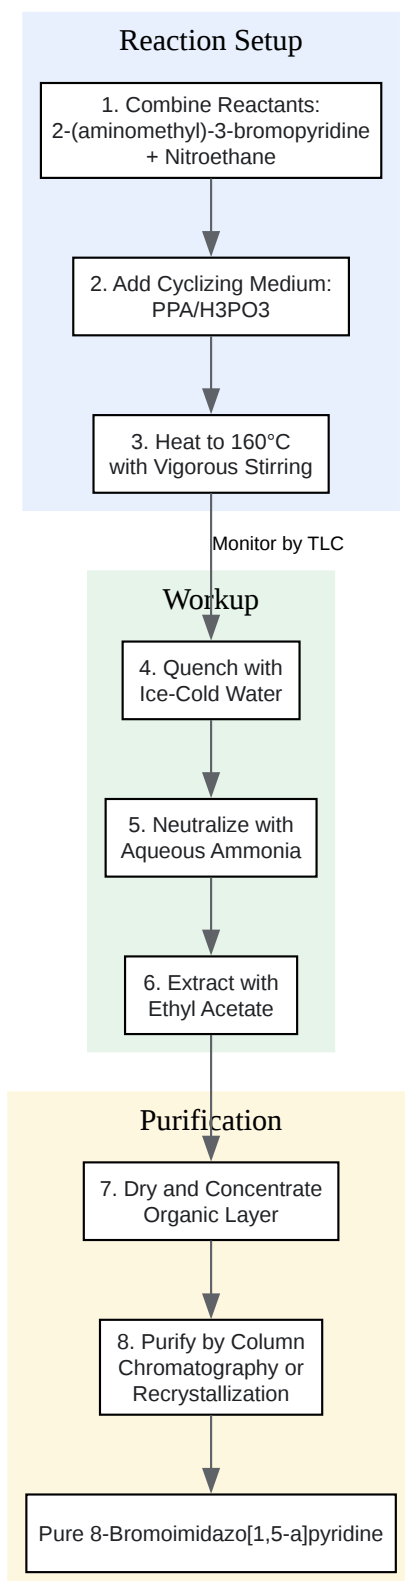 Reaction Setup
1. Combine Reactants:
2-(aminomethyl)-3-bromopyridine
+ Nitroethane
2. Add Cyclizing Medium:
PPA/H3PO3
3. Heat to 160°C
with Vigorous Stirring
Monitor by TLC
Workup
4. Quench with
Ice-Cold Water
5. Neutralize with
Aqueous Ammonia
6. Extract with
Ethyl Acetate
Purification
7. Dry and Concentrate
Organic Layer
8. Purify by Column
Chromatography or
Recrystallization
Pure 8-Bromoimidazo[1,5-a]pyridine